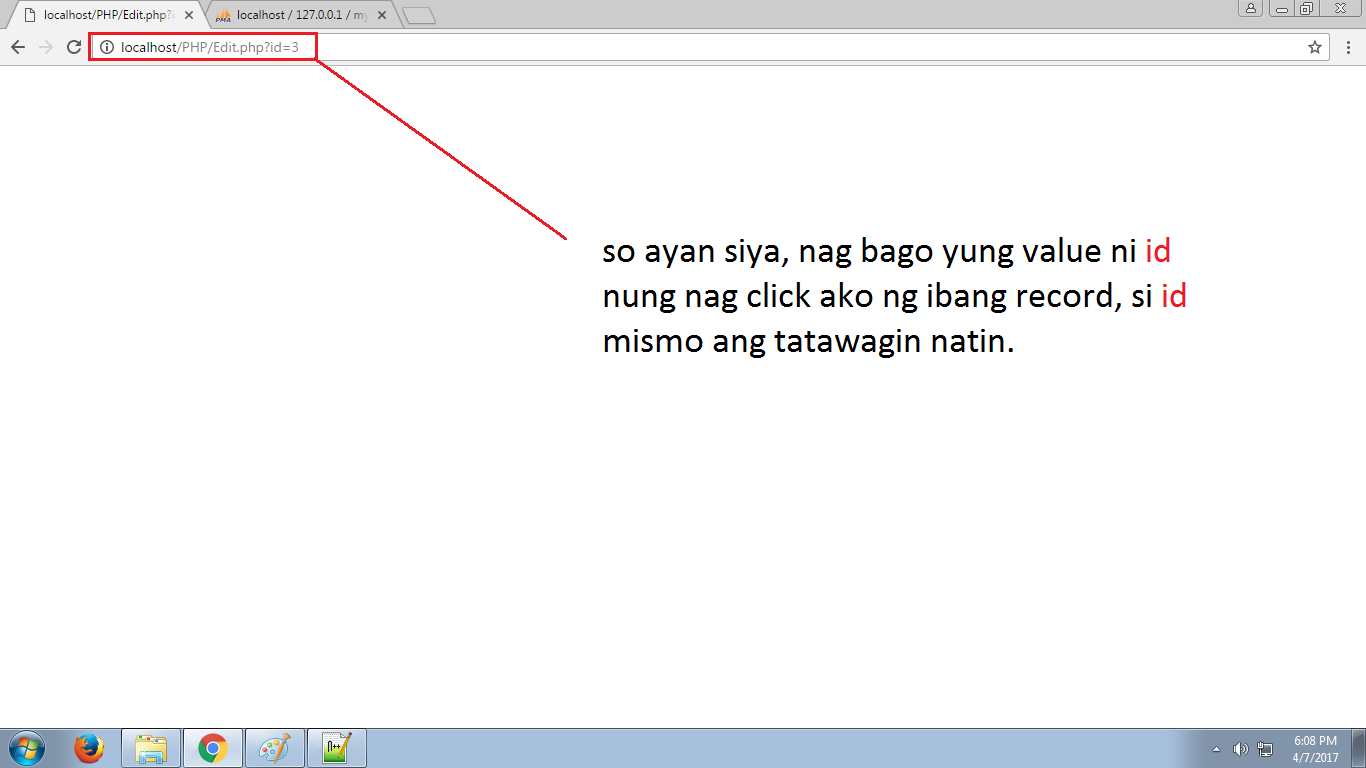 localhost/PHP/Edit.php?i
localhost / 127.0.0.1 / my
PMA
localhost/PHP/Edit.php?id=3
so ayan siya, nag bago yung value ni id
nung nag click ako ng ibang record, si id
mismo ang tatawagin natin.
6:08 PM
4/7/2017